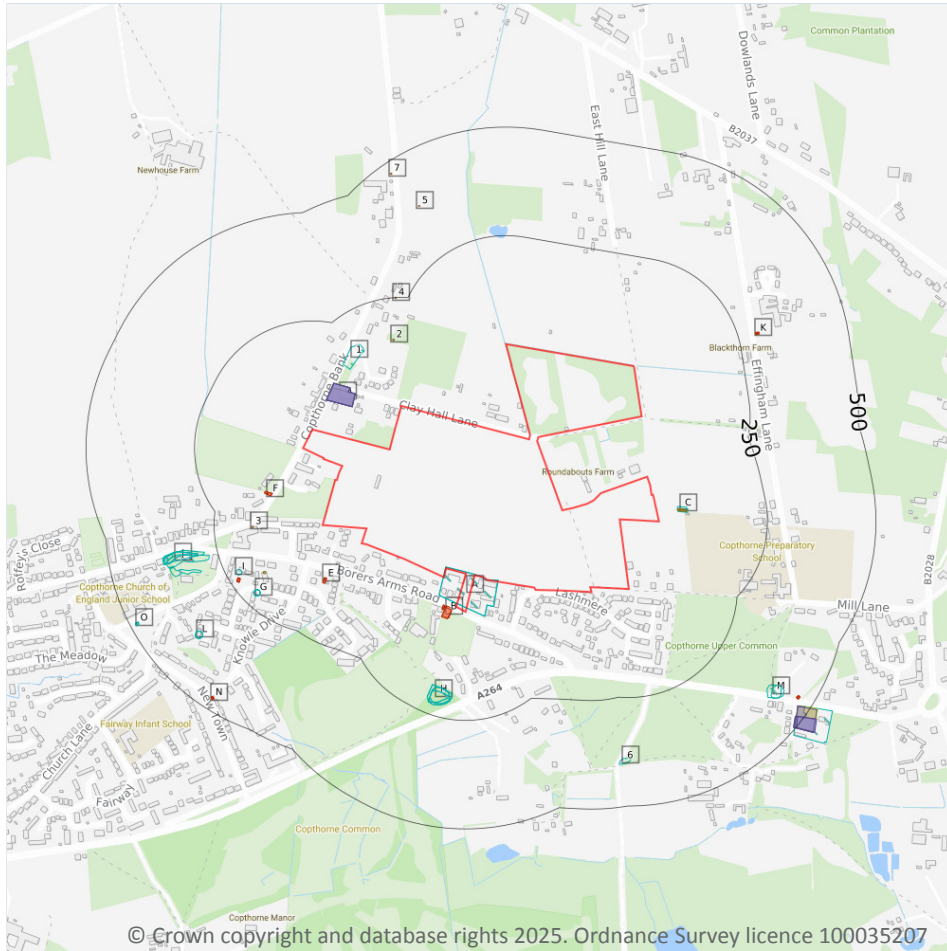 Common Plantation
Dowlands Lane
B2037
East Hill Lane
Newhouse Farm
7
5
4
2
1
K
Blackthorn Farm
Copthorne Bank
Clay Hall Lane
Effingham Lane
500
250
Roundabouts Farm
F
C
3
Roffey's Close
Copthorne Preparatory
School
J
I
E
Borers Arms Road
A
B
G
Lashmere
B2028
Copthorne Church of
England Junior School
Mill Lane
O
L
Knowle Drive
The Meadow
Copthorne Upper Common
H
A264
M
N
New Town
Fairway Infant School
Church Lane
6
Fairway
Copthorne Common
Copthorne Manor
© Crown copyright and database rights 2025. Ordnance Survey licence 100035207